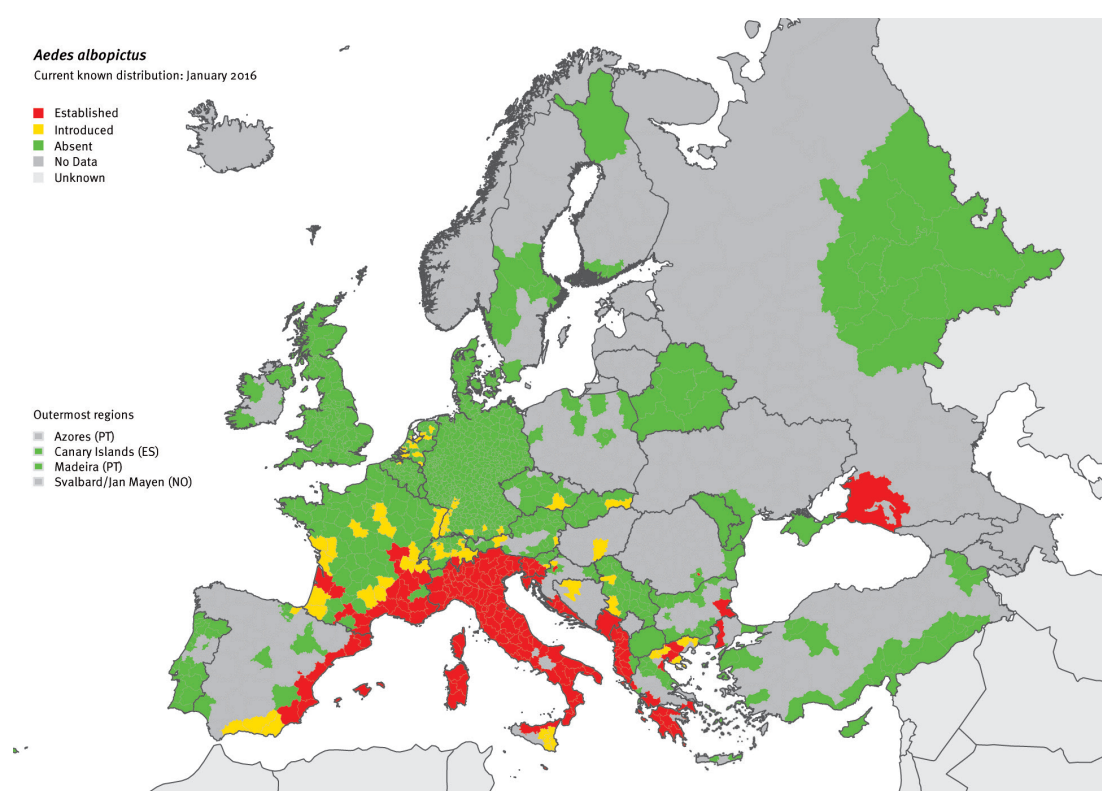 Aedes albopictus
Current known distribution: January 2016
Established
Introduced
Absent
No Data
Unknown
Outermost regions
Azores (PT)
Canary Islands (ES)
Madeira (PT)
Svalbard/Jan Mayen (NO)